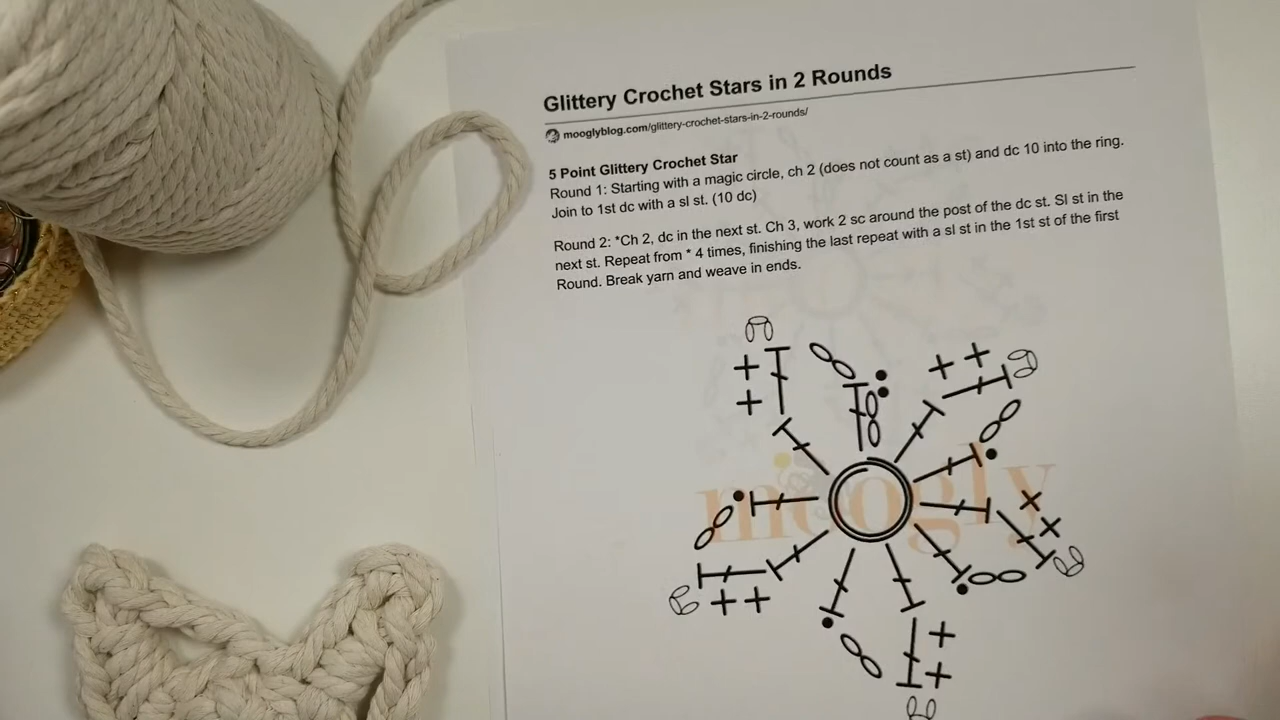 Glittery Crochet Stars in 2 Rounds
mooglyblog.com/glittery-crochet-stars-in-2-rounds/
5 Point Glittery Crochet Star
Round 1: Starting with a magic circle, ch 2 (does not count as a st) and dc 10 into the ring.
Join to 1st dc with a sl st. (10 dc)
Round 2: *Ch 2, dc in the next st. Ch 3, work 2 sc around the post of the dc st. Sl st in the
next st. Repeat from * 4 times, finishing the last repeat with a sl st in the 1st st of the first
Round. Break yarn and weave in ends.
moogly